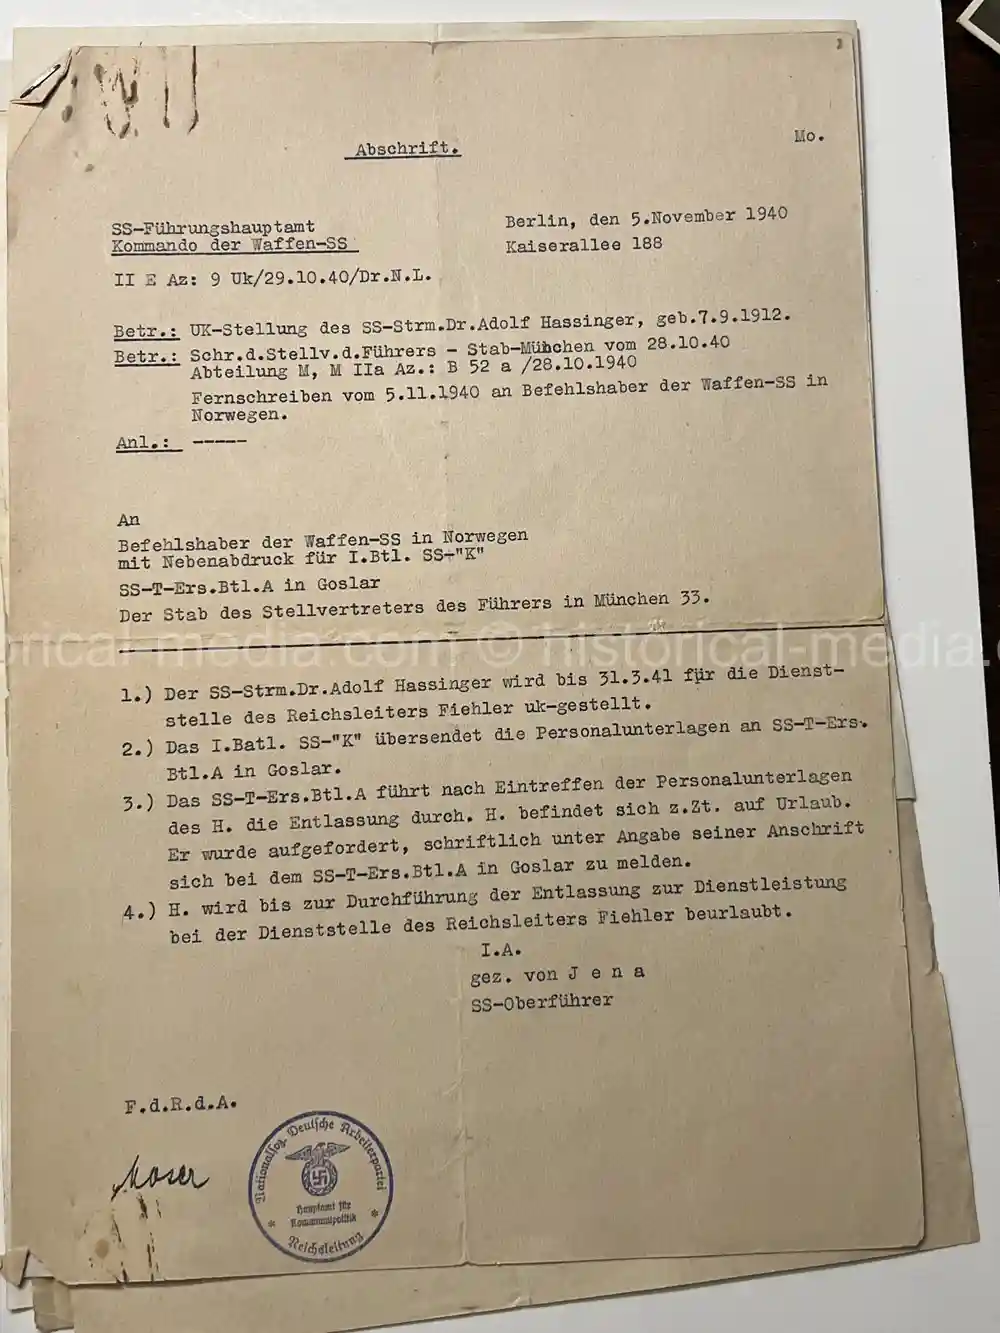 Abschrift.
Mo.
SS-Führungshauptamt
Kommando der Waffen-SS
Berlin, den 5.November 1940
Kaiserallee 188
II E Az: 9 Uk/29.10.40/Dr.N.L.
Betr.: UK-Stellung des SS-Strm.Dr.Adolf Hassinger, geb.7.9.1912.
Betr.: Schr.d.Stellv.d.Führers - Stab-München vom 28.10.40
Abteilung M, M IIa Az.: B 52 a /28.10.1940
Fernschreiben vom 5.11.1940 an Befehlshaber der Waffen-SS in
Norwegen.
Anl.: -----
An
Befehlshaber der Waffen-SS in Norwegen
mit Nebenabdruck für I.Btl. SS-"K"
SS-T-Ers.Btl.A in Goslar
Der Stab des Stellvertreters des Führers in München 33.
orical-media.com © historical-media.c
1.) Der SS-Strm.Dr.Adolf Hassinger wird bis 31.3.41 für die Dienst-
stelle des Reichsleiters Fiehler uk-gestellt.
2.) Das I.Batl. SS-"K" übersendet die Personalunterlagen an SS-T-Ers.
Btl.A in Goslar.
3.) Das SS-T-Ers.Btl.A führt nach Eintreffen der Personalunterlagen
des H. die Entlassung durch. H. befindet sich z.Zt. auf Urlaub.
Er wurde aufgefordert, schriftlich unter Angabe seiner Anschrift
sich bei dem SS-T-Ers.Btl.A in Goslar zu melden.
4.) H. wird bis zur Durchführung der Entlassung zur Dienstleistung
bei der Dienststelle des Reichsleiters Fiehler beurlaubt.
I.A.
gez. von J e n a
SS-Oberführer
F.d.R.d.A.
Moser
Nationalsoz. Deutsche Arbeiterpartei
Hauptamt für
Kommunalpolitik
* Reichsleitung *